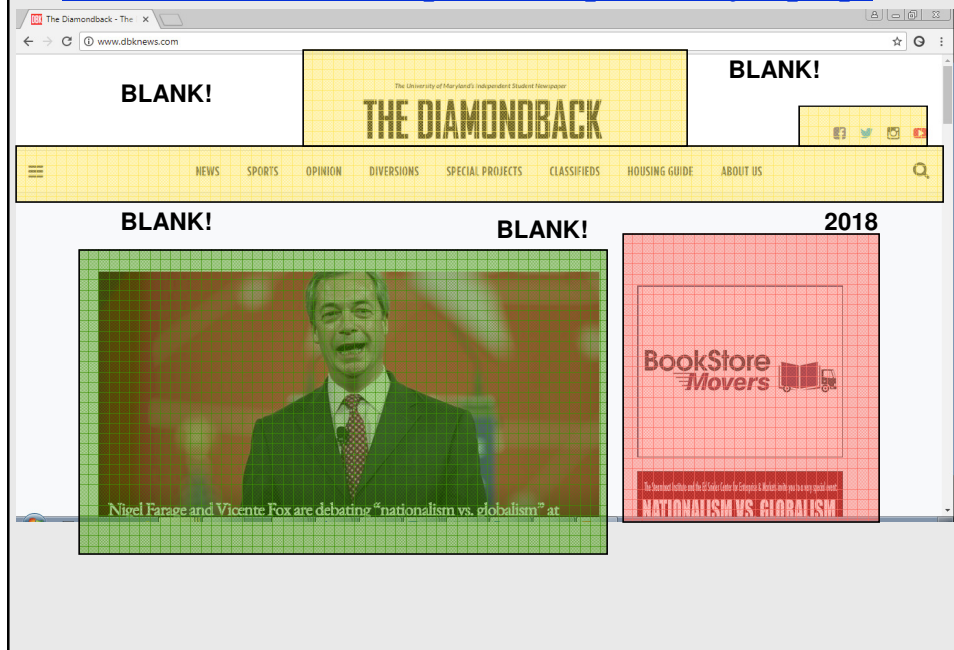 The Diamondback - The
www.dbknews.com
BLANK!
BLANK!
The University of Maryland's Independent Student Newspaper
THE DIAMONDBACK
NEWS SPORTS OPINION DIVERSIONS SPECIAL PROJECTS CLASSIFIEDS HOUSING GUIDE ABOUT US
BLANK!
BLANK!
2018
BookStore
Movers
Nigel Farage and Vicente Fox are debating “nationalism vs. globalism” at
NATIONALISM VS. GLOBALISM